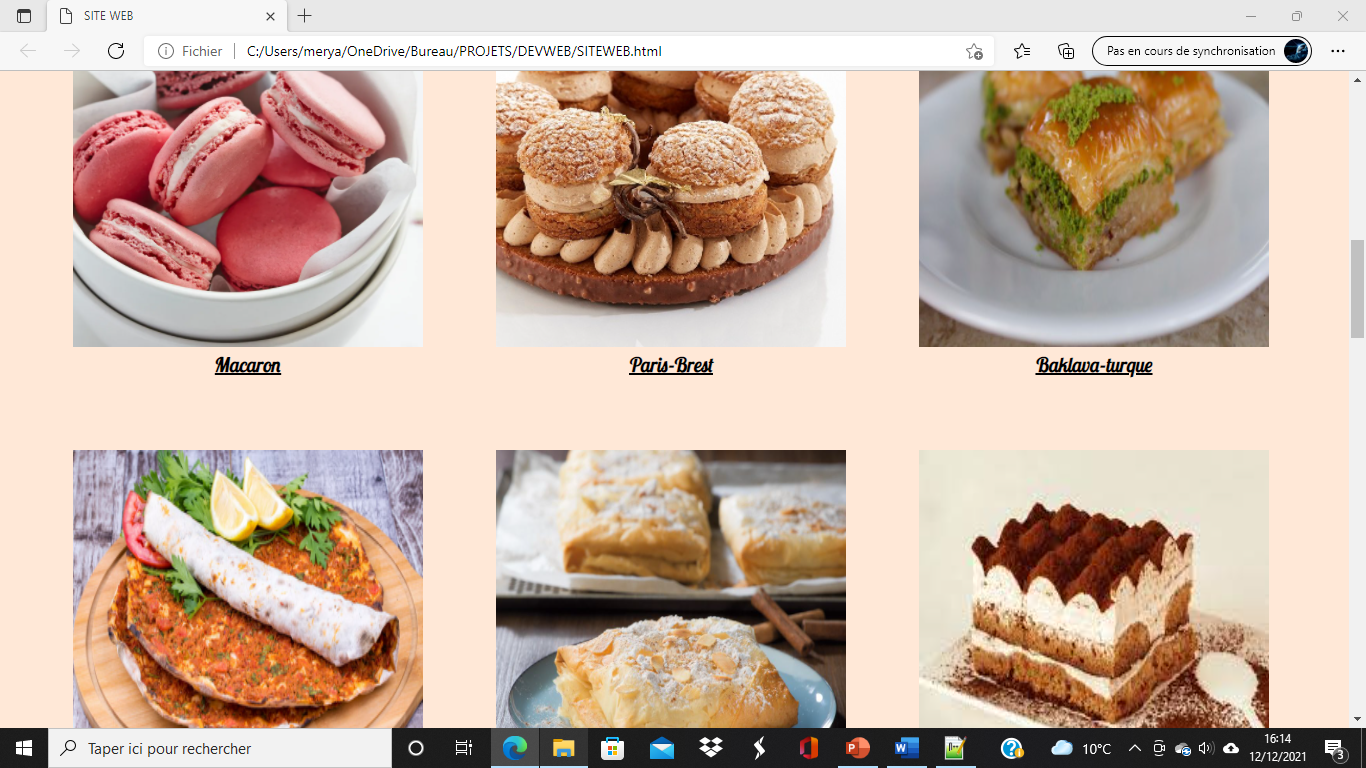 SITE WEB
Fichier
C:/Users/merya/OneDrive/Bureau/PROJETS/DEVWEB/SITEWEB.html
Pas en cours de synchronisation
Macaron
Paris-Brest
Baklava-turque
Taper ici pour rechercher
10°C
16:14
12/12/2021
3